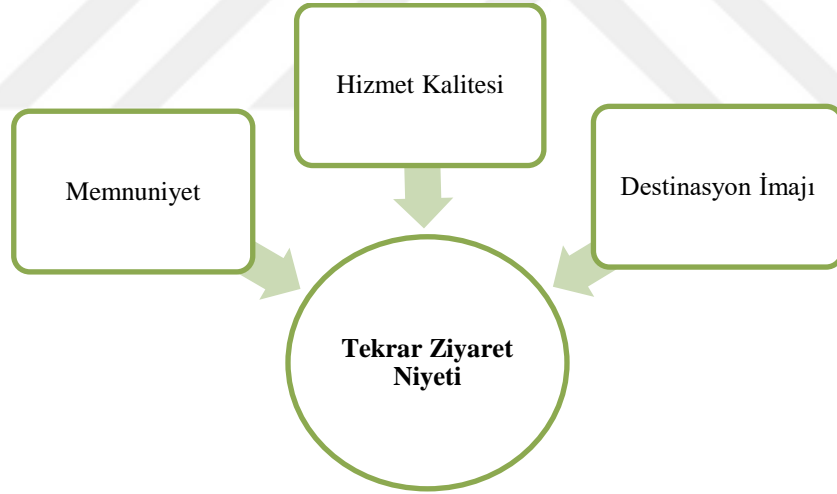 Hizmet Kalitesi
Memnuniyet
Destinasyon İmajı
Tekrar Ziyaret
Niyeti